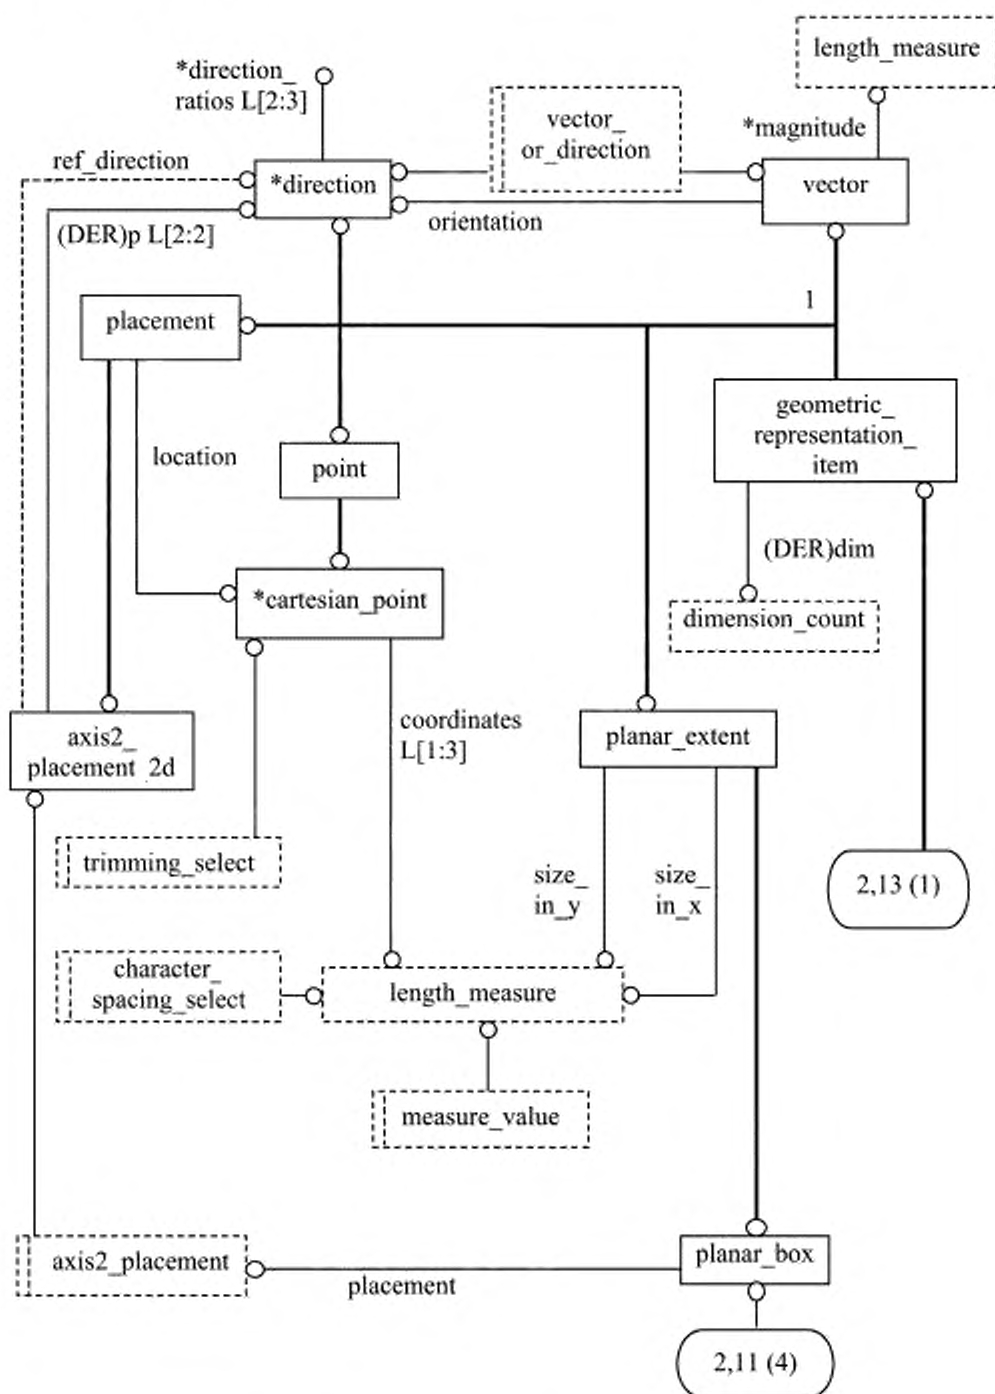 length_measure
*direction_
ratios L[2:3]
vector_
or_direction
*magnitude
ref_direction
*direction
vector
(DER)p L[2:2]
orientation
1
placement
geometric_
representation_
item
location
point
(DER)dim
*cartesian_point
dimension_count
coordinates
L[1:3]
axis2_
placement_2d
planar_extent
trimming_select
size_
in_y
size_
in_x
2,13 (1)
character_
spacing_select
length_measure
measure_value
axis2_placement
placement
planar_box
2,11 (4)